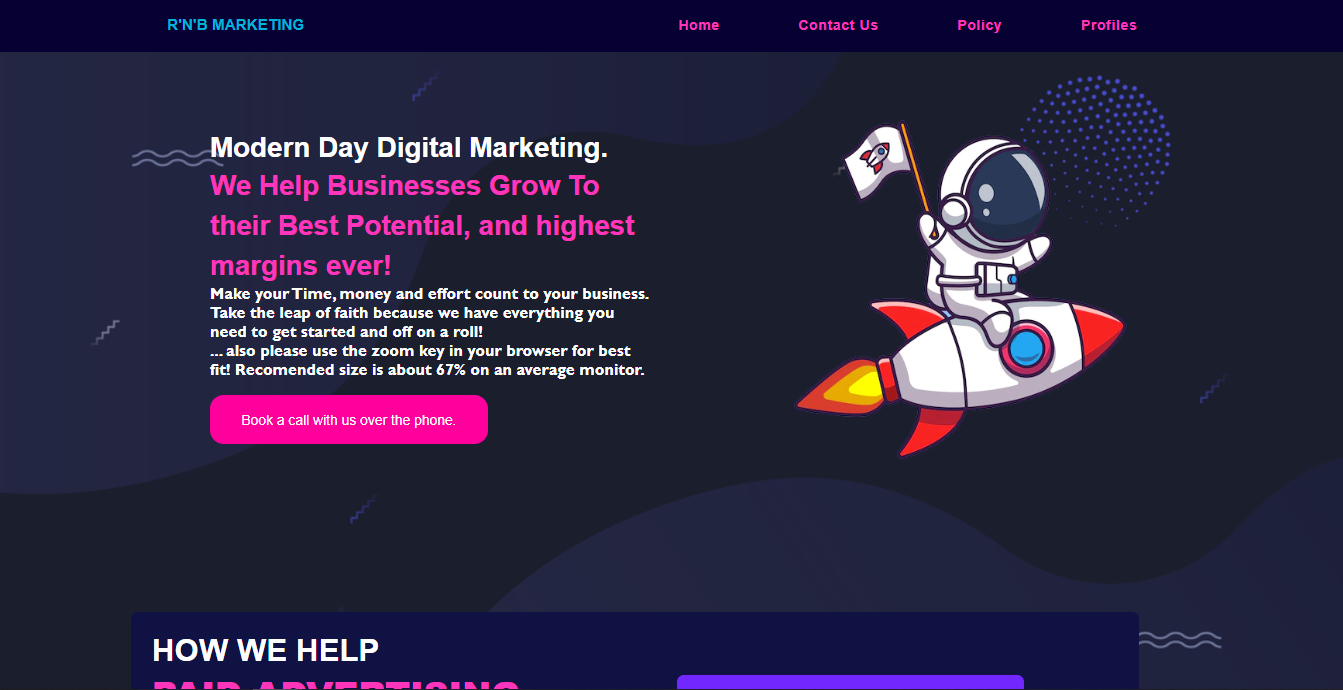 R'N'B MARKETING
Home
Contact Us
Policy
Profiles
Modern Day Digital Marketing.
We Help Businesses Grow To
their Best Potential, and highest
margins ever!
Make your Time, money and effort count to your business.
Take the leap of faith because we have everything you
need to get started and off on a roll!
... also please use the zoom key in your browser for best
fit! Recomended size is about 67% on an average monitor.
Book a call with us over the phone.
HOW WE HELP
PAID ADVERTISING